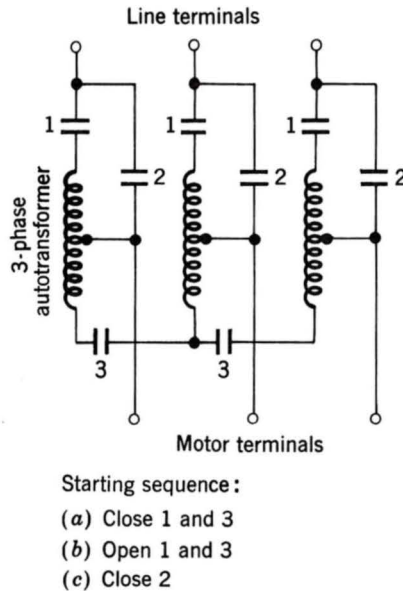 Line terminals
1
1
1
2
2
2
3-phase
autotransformer
3
3
Motor terminals
Starting sequence:
(a) Close 1 and 3
(b) Open 1 and 3
(c) Close 2